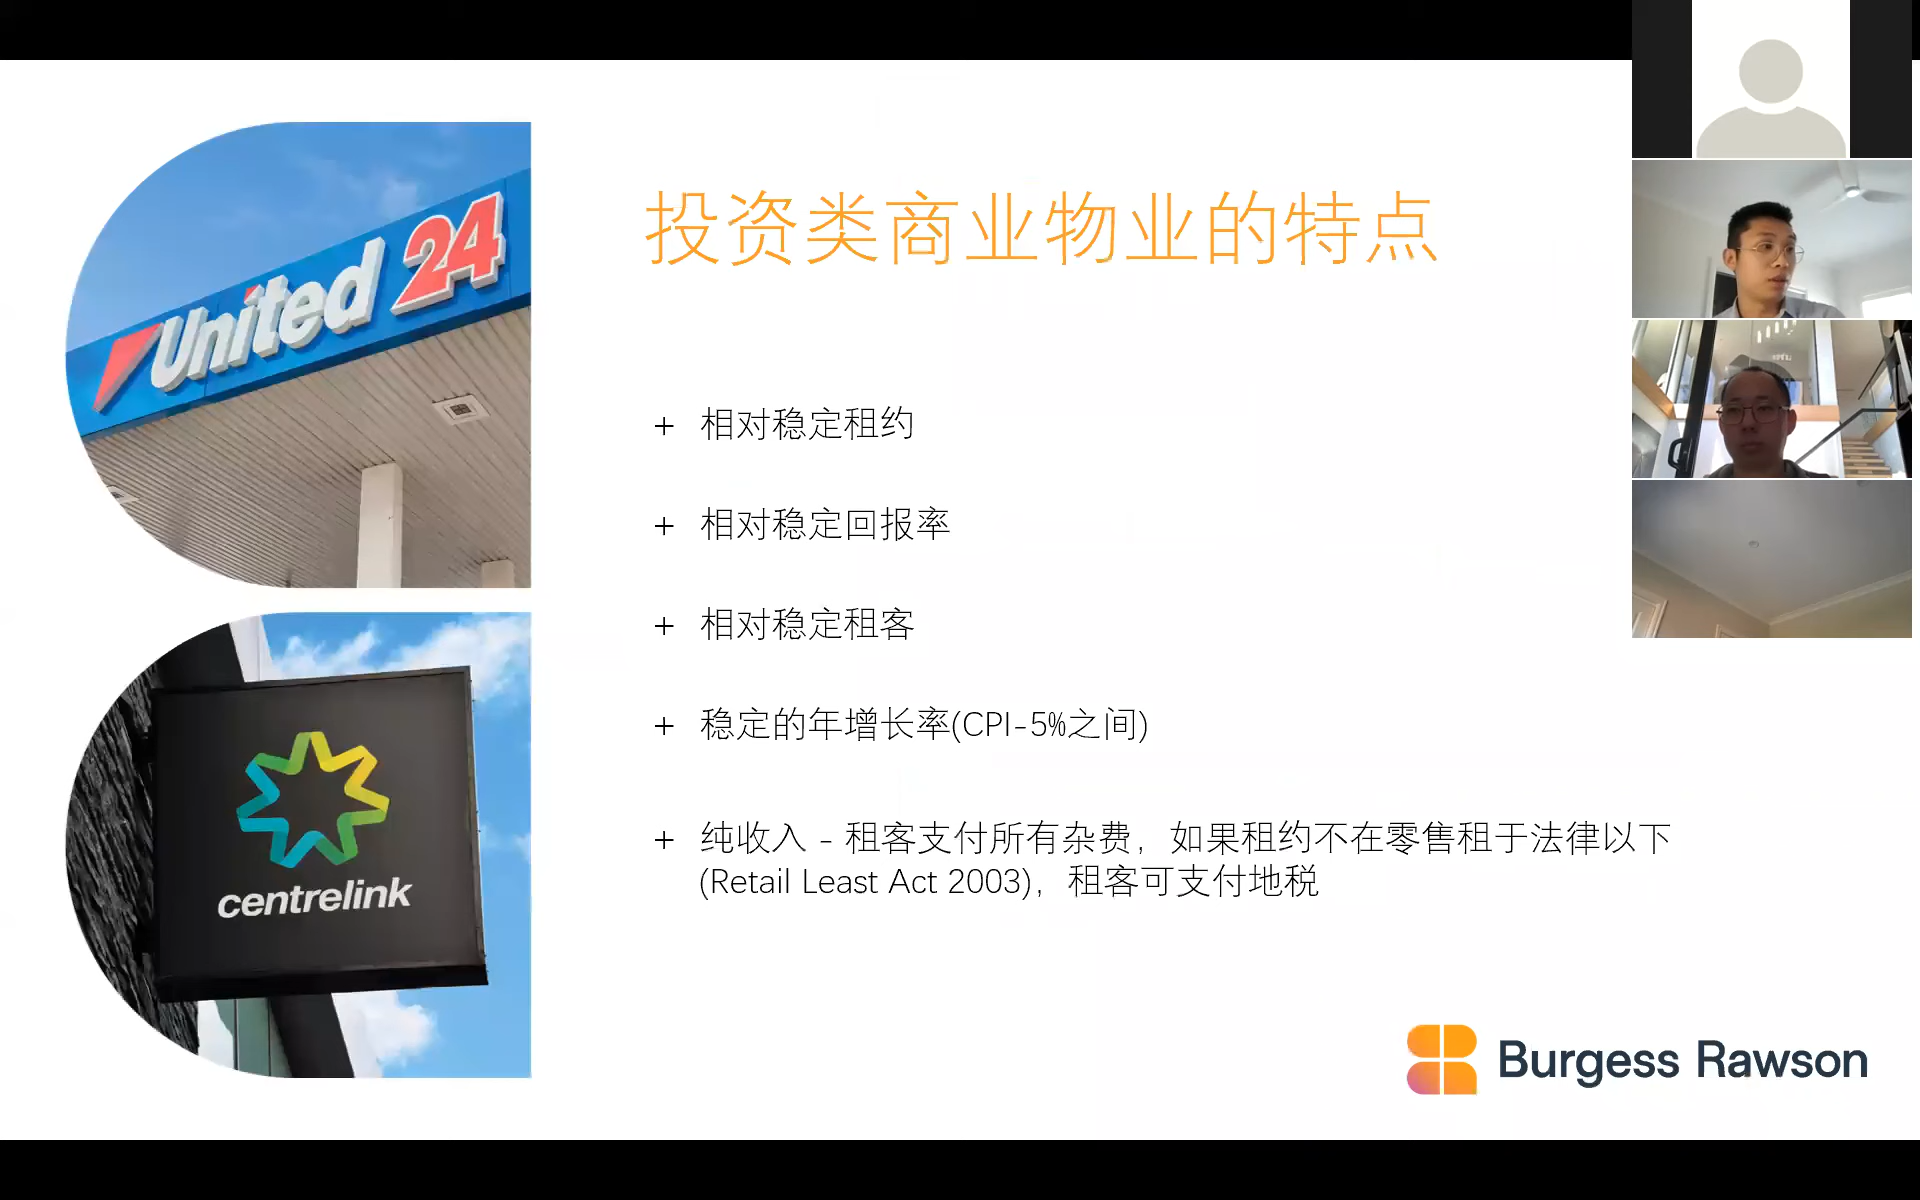 United 24
centrelink
投资类商业物业的特点
+ 相对稳定租约
+ 相对稳定回报率
+ 相对稳定租客
+ 稳定的年增长率(CPI-5%之间)
+ 纯收入 - 租客支付所有杂费，如果租约不在零售租于法律以下
(Retail Least Act 2003)，租客可支付地税
Burgess Rawson